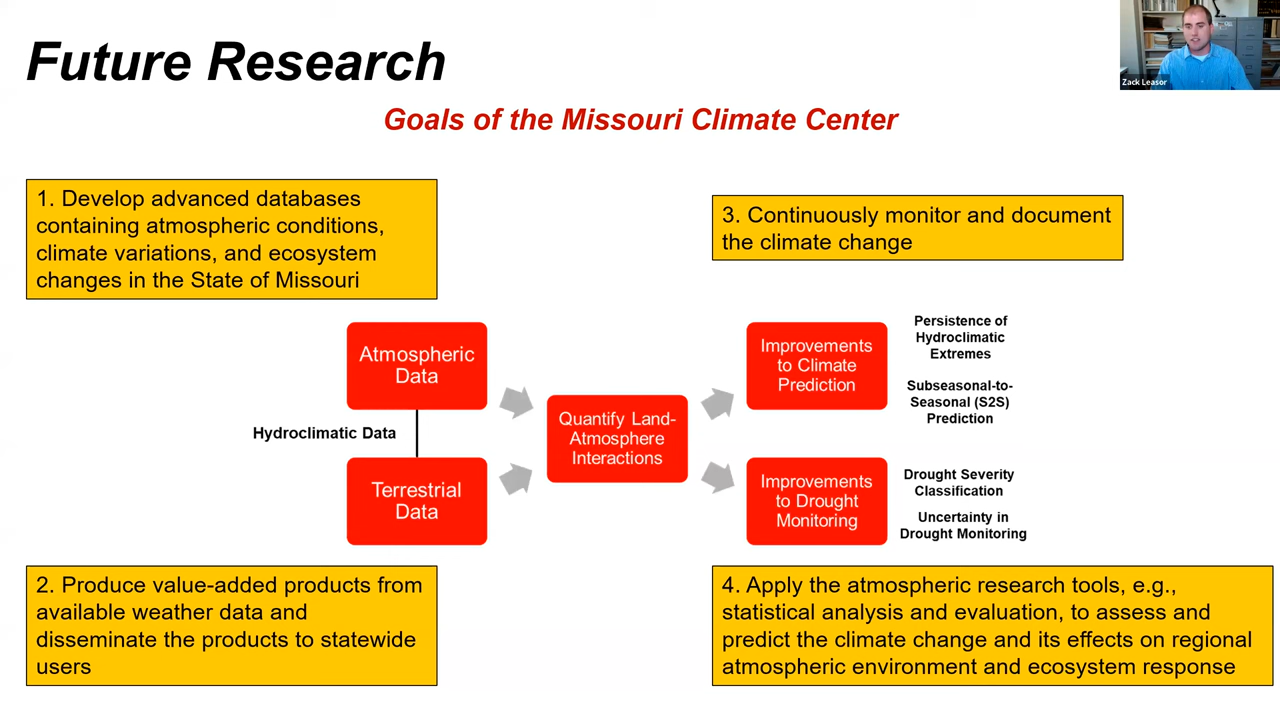 Future Research
Zack Leasor
Goals of the Missouri Climate Center
1. Develop advanced databases
containing atmospheric conditions,
climate variations, and ecosystem
changes in the State of Missouri
3. Continuously monitor and document
the climate change
Atmospheric
Data
Hydroclimatic Data
Terrestrial
Data
Quantify Land-
Atmosphere
Interactions
Improvements
to Climate
Prediction
Persistence of
Hydroclimatic
Extremes
Subseasonal-to-
Seasonal (S2S)
Prediction
Improvements
to Drought
Monitoring
Drought Severity
Classification
Uncertainty in
Drought Monitoring
2. Produce value-added products from
available weather data and
disseminate the products to statewide
users
4. Apply the atmospheric research tools, e.g.,
statistical analysis and evaluation, to assess and
predict the climate change and its effects on regional
atmospheric environment and ecosystem response